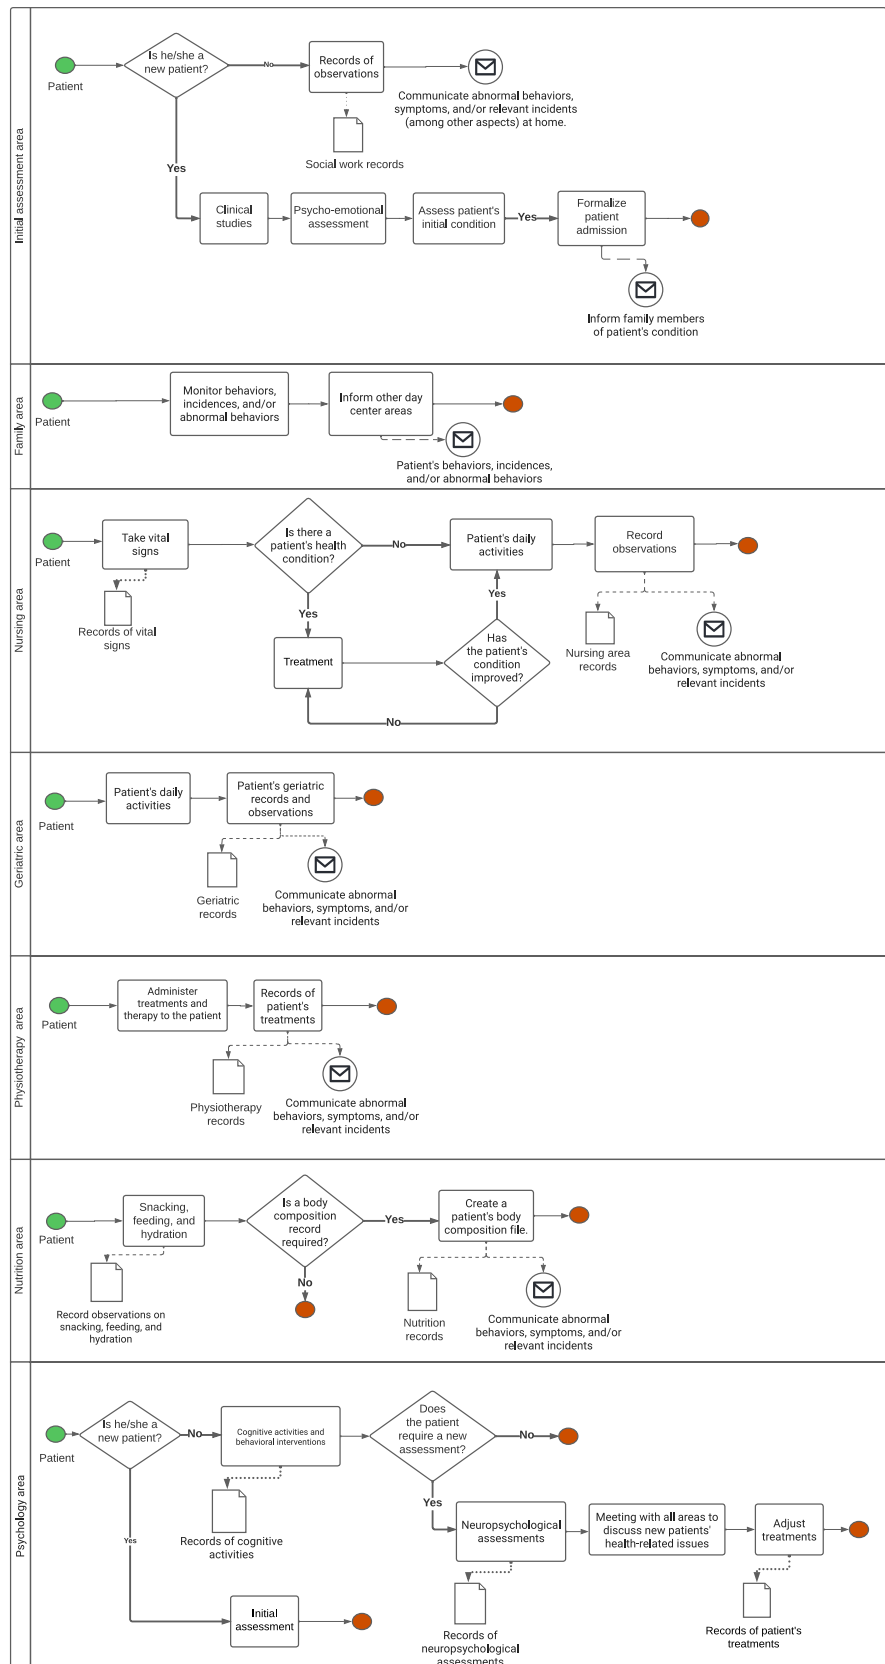 Initial assessment area
Patient
Is he/she a
new patient?
No
Records of
observations
Communicate abnormal behaviors,
symptoms, and/or relevant incidents
(among other aspects) at home.
Social work records
Yes
Clinical
studies
Psycho-emotional
assessment
Assess patient's
initial condition
Yes
Formalize
patient
admission
Inform family members
of patient's condition
Family area
Patient
Monitor behaviors,
incidences, and/or
abnormal behaviors
Inform other day
center areas
Patient's behaviors, incidences,
and/or abnormal behaviors
Nursing area
Patient
Take vital
signs
Records of vital
signs
Is there a
patient's health
condition?
No
Patient's daily
activities
Record
observations
Yes
Yes
Treatment
Has
the patient's
condition
improved?
No
Nursing area
records
Communicate abnormal
behaviors, symptoms, and/or
relevant incidents
Geriatric area
Patient
Patient's daily
activities
Patient's geriatric
records and
observations
Geriatric
records
Communicate abnormal
behaviors, symptoms, and/or
relevant incidents
Physiotherapy area
Patient
Administer
treatments and
therapy to the patient
Records of
patient's
treatments
Physiotherapy
records
Communicate abnormal
behaviors, symptoms, and/or
relevant incidents
Nutrition area
Patient
Snacking,
feeding, and
hydration
Record observations on
snacking, feeding, and
hydration
Is a body
composition
record
required?
Yes
No
Create a
patient's body
composition file.
Nutrition
records
Communicate abnormal
behaviors, symptoms, and/or
relevant incidents
Psychology area
Patient
Is he/she a
new patient?
No
Cognitive activities and
behavioral interventions
Records of cognitive
activities
Does
the patient
require a new
assessment?
No
Yes
Yes
Neuropsychological
assessments
Records of
neuropsychological
assessments
Meeting with all areas to
discuss new patients'
health-related issues
Adjust
treatments
Records of patient's
treatments
Initial
assessment